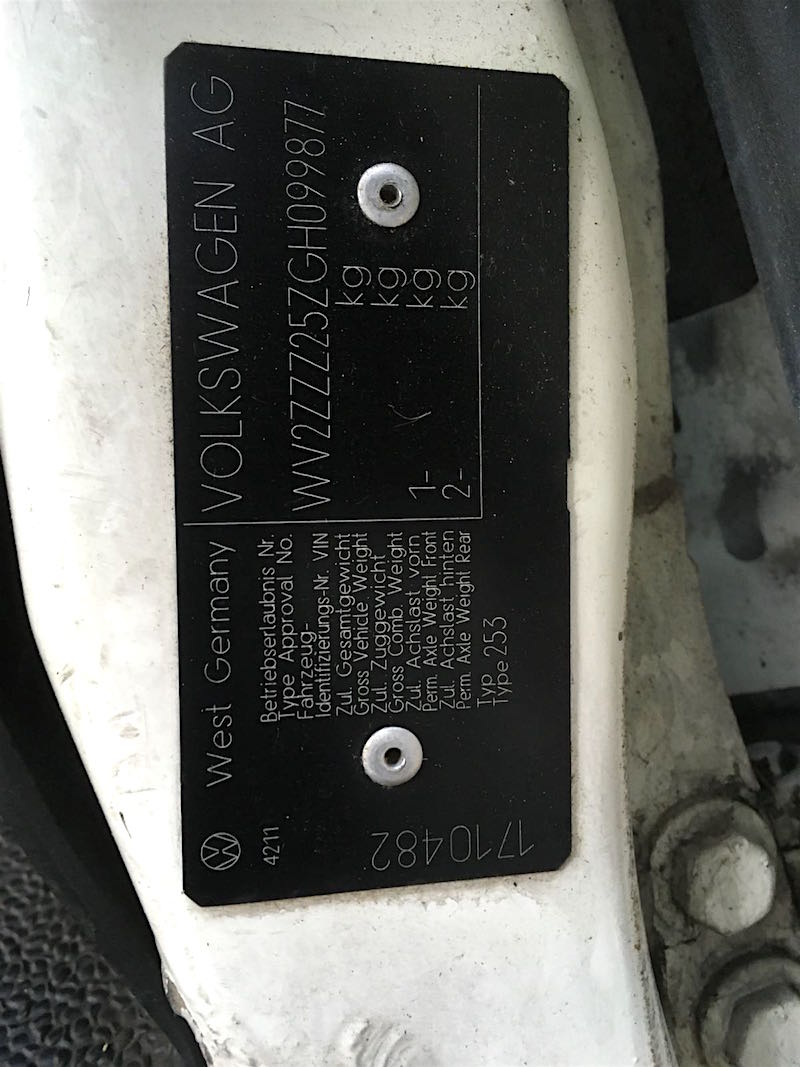 West Germany VOLKSWAGEN AG
4211
Betriebserlaubnis Nr.
Type Approval No.
Fahrzeug-
Identifizierungs-Nr. VIN WV2ZZZ25ZGH099877
Zul. Gesamtgewicht
Gross Vehicle Weight kg
Zul. Zuggewicht
Gross Comb. Weight kg
Zul. Achslast vorn
Perm. Axle Weight Front 1- kg
Zul. Achslast hinten
Perm. Axle Weight Rear 2- kg
Typ
Type 253
1710482